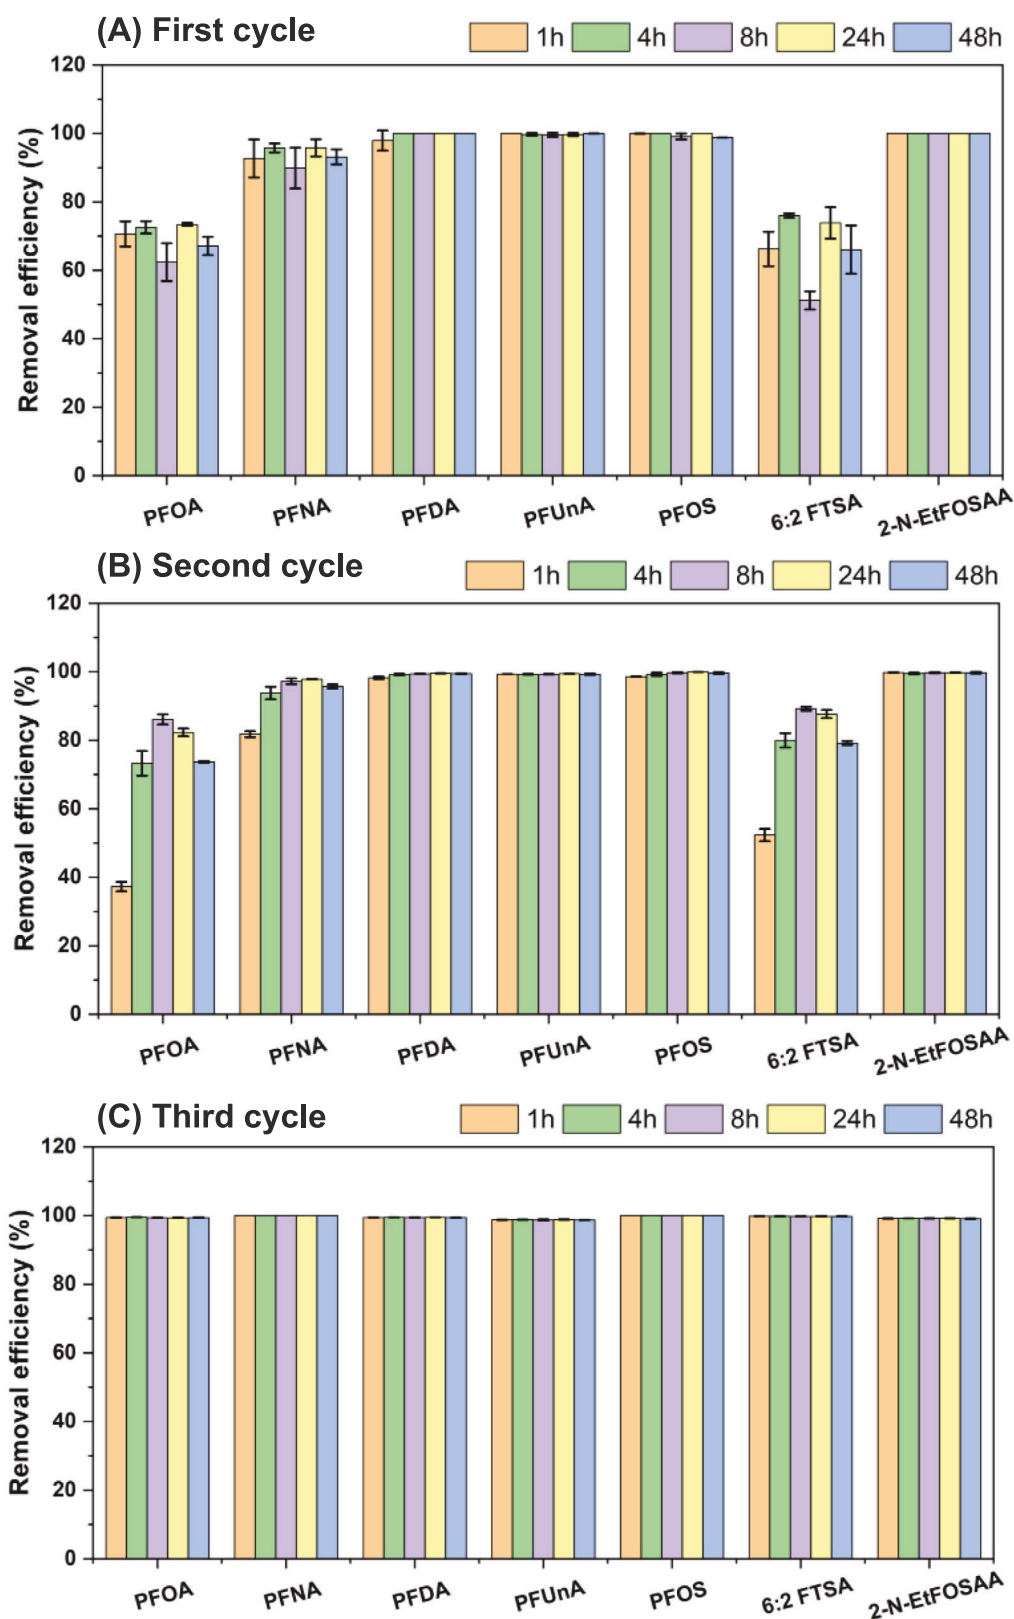 (A) First cycle
1h 4h 8h 24h 48h
Removal efficiency (%)
120
100
80
60
40
20
0
PFOA PFNA PFDA PFUnA PFOS 6:2 FTSA 2-N-EtFOSAA
(B) Second cycle
1h 4h 8h 24h 48h
Removal efficiency (%)
120
100
80
60
40
20
0
PFOA PFNA PFDA PFUnA PFOS 6:2 FTSA 2-N-EtFOSAA
(C) Third cycle
1h 4h 8h 24h 48h
Removal efficiency (%)
120
100
80
60
40
20
0
PFOA PFNA PFDA PFUnA PFOS 6:2 FTSA 2-N-EtFOSAA